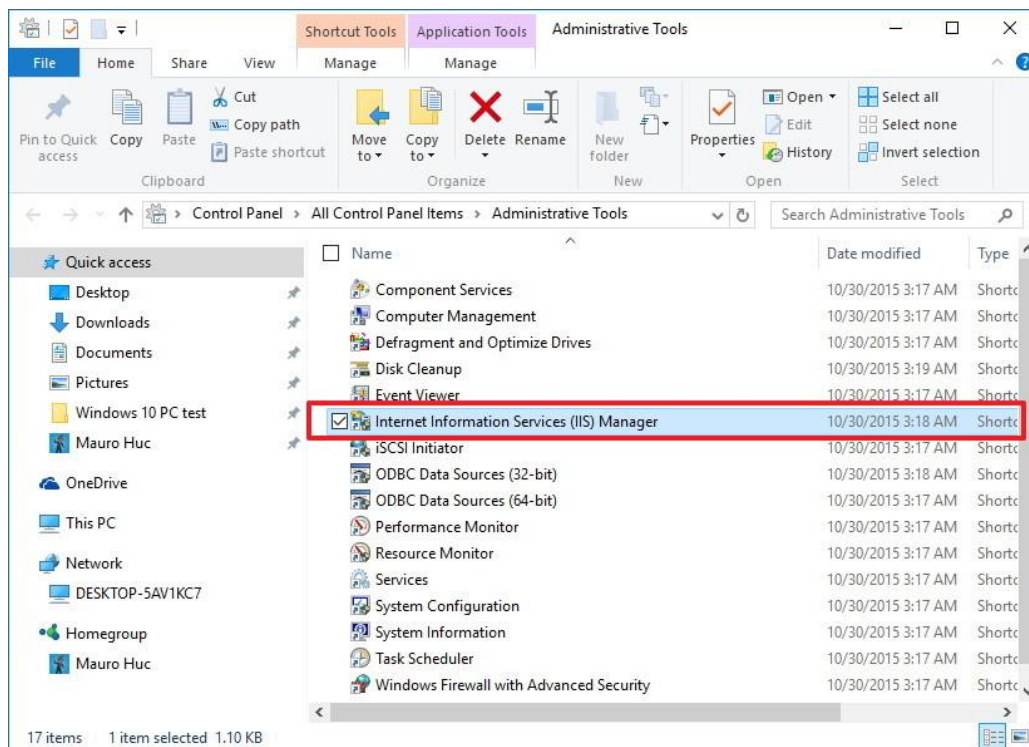 Shortcut Tools Application Tools Administrative Tools
File Home Share View Manage Manage
Pin to Quick access
Copy
Paste
Cut
Copy path
Paste shortcut
Clipboard
Move to
Copy to
Delete
Rename
Organize
New folder
New
Properties
Open
Edit
History
Open
Select all
Select none
Invert selection
Select
Control Panel > All Control Panel Items > Administrative Tools
Search Administrative Tools
Quick access
Desktop
Downloads
Documents
Pictures
Windows 10 PC test
Mauro Huc
OneDrive
This PC
Network
DESKTOP-5AV1KC7
Homegroup
Mauro Huc
Name Date modified Type
Component Services 10/30/2015 3:17 AM Shortc
Computer Management 10/30/2015 3:17 AM Shortc
Defragment and Optimize Drives 10/30/2015 3:17 AM Shortc
Disk Cleanup 10/30/2015 3:19 AM Shortc
Event Viewer 10/30/2015 3:17 AM Shortc
Internet Information Services (IIS) Manager 10/30/2015 3:18 AM Shortc
iSCSI Initiator 10/30/2015 3:17 AM Shortc
ODBC Data Sources (32-bit) 10/30/2015 3:18 AM Shortc
ODBC Data Sources (64-bit) 10/30/2015 3:17 AM Shortc
Performance Monitor 10/30/2015 3:17 AM Shortc
Resource Monitor 10/30/2015 3:17 AM Shortc
Services 10/30/2015 3:17 AM Shortc
System Configuration 10/30/2015 3:17 AM Shortc
System Information 10/30/2015 3:17 AM Shortc
Task Scheduler 10/30/2015 3:17 AM Shortc
Windows Firewall with Advanced Security 10/30/2015 3:17 AM Shortc
17 items 1 item selected 1.10 KB